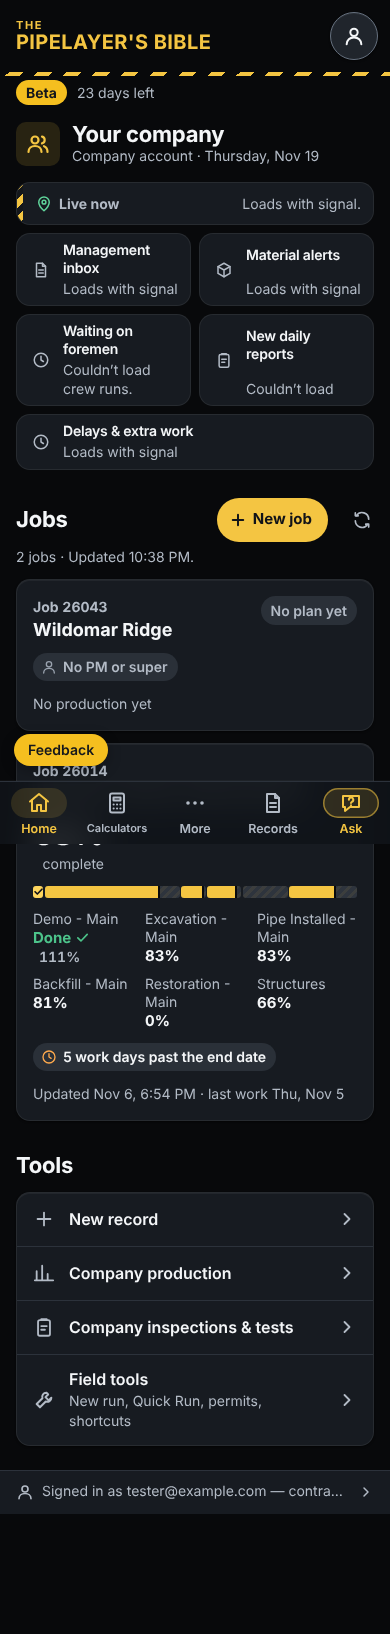 THE
PIPELAYER'S BIBLE
Beta 23 days left
Your company
Company account · Thursday, Nov 19
Live now Loads with signal.
Management
inbox
Loads with signal
Material alerts
Loads with signal
Waiting on
foremen
Couldn't load
crew runs.
New daily
reports
Couldn't load
Delays & extra work
Loads with signal
Jobs
+ New job
2 jobs · Updated 10:38 PM.
Job 26043
No plan yet
Wildomar Ridge
No PM or super
No production yet
Feedback
Job 26014
Home
Calculators
More
Records
Ask
complete
Demo - Main
Done ✓
111%
Excavation -
Main
83%
Pipe Installed -
Main
83%
Backfill - Main
81%
Restoration -
Main
0%
Structures
66%
5 work days past the end date
Updated Nov 6, 6:54 PM · last work Thu, Nov 5
Tools
New record
Company production
Company inspections & tests
Field tools
New run, Quick Run, permits,
shortcuts
Signed in as tester@example.com — contra...